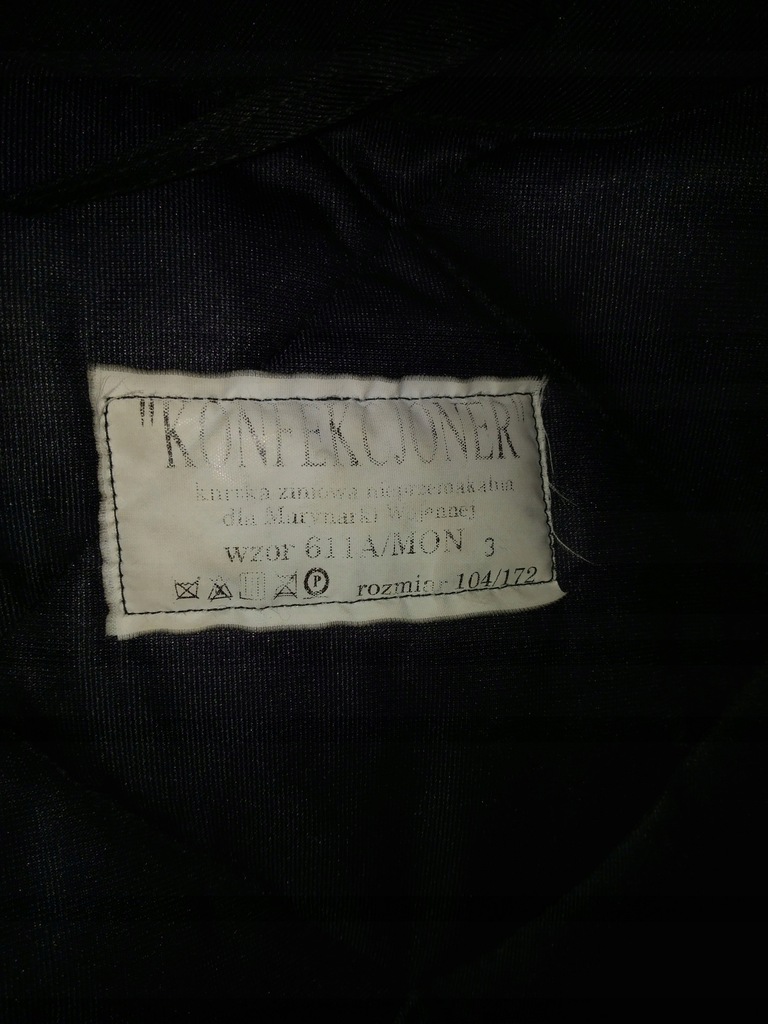 "KONFEKCJONER"
kurtka zimowa nieprzemakalna
dla Marynarki Wojennej
wzor 611A/MON 3
P rozmiar 104/172